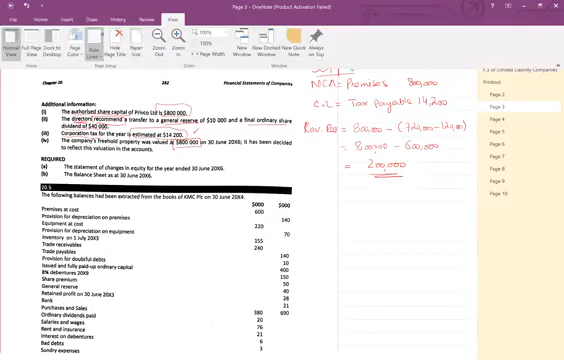 Page 3 - OneNote (Product Activation Failed)
File
Home
Insert
Draw
History
Review
View
Normal View
Full Page View
Dock to Desktop
Page Color
Rule Lines
Hide Page Title
Paper Size
Zoom Out
Zoom In
100%
100%
Page Width
New Window
New Docked Window
New Quick Note
Always on Top
Views
Page Setup
Zoom
Window
Chapter 20
282
Financial Statements of Companies
Additional information:
(i) The authorised share capital of Privco Ltd is $800 000.
(ii) The directors recommend a transfer to a general reserve of $10 000 and a final ordinary share
dividend of $40 000.
(iii) Corporation tax for the year is estimated at $14 200.
(iv) The company's freehold property was valued at $800 000 on 30 June 20X6; it has been decided
to reflect this valuation in the accounts.
REQUIRED
(a) The statement of changes in equity for the year ended 30 June 20X6.
(b) The Balance Sheet as at 30 June 20X6.
20.5
The following balances had been extracted from the books of KMC Plc on 30 June 20X4.
$000 $000
Premises at cost 600
Provision for depreciation on premises 140
Equipment at cost 220
Provision for depreciation on equipment 70
Inventory on 1 July 20X3 155
Trade receivables 240
Trade payables 140
Provision for doubtful debts 10
Issued and fully paid-up ordinary capital 400
8% debentures 20X9 150
Share premium 50
General reserve 40
Retained profit on 30 June 20X3 28
Bank 21
Purchases and Sales 380 690
Ordinary dividends paid 20
Salaries and wages 76
Rent and insurance 21
Interest on debentures 6
Bad debts 3
Sundry expenses
NCA = Premises 800,000
C.L = Tax Payable 14,200
Rev. Res = 800,000 - (720,000 - 120,000)
= 800,000 - 600,000
= 200,000
F.S of Limited Liability Companies
Printout
Page 2
Page 3
Page 4
Page 5
Page 6
Page 7
Page 8
Page 9
Page 10